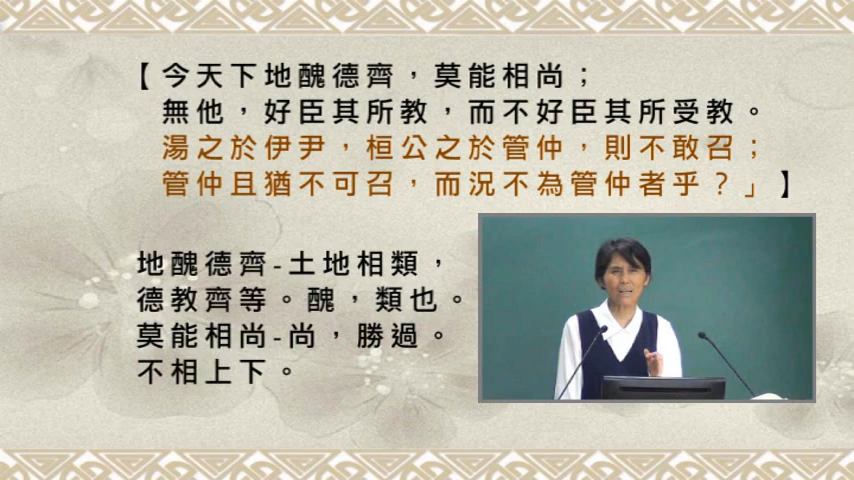 【今天下地醜德齊，莫能相尚；
無他，好臣其所教，而不好臣其所受教。
湯之於伊尹，桓公之於管仲，則不敢召；
管仲且猶不可召，而況不為管仲者乎？」】
地醜德齊-土地相類，
德教齊等。醜，類也。
莫能相尚-尚，勝過。
不相上下。